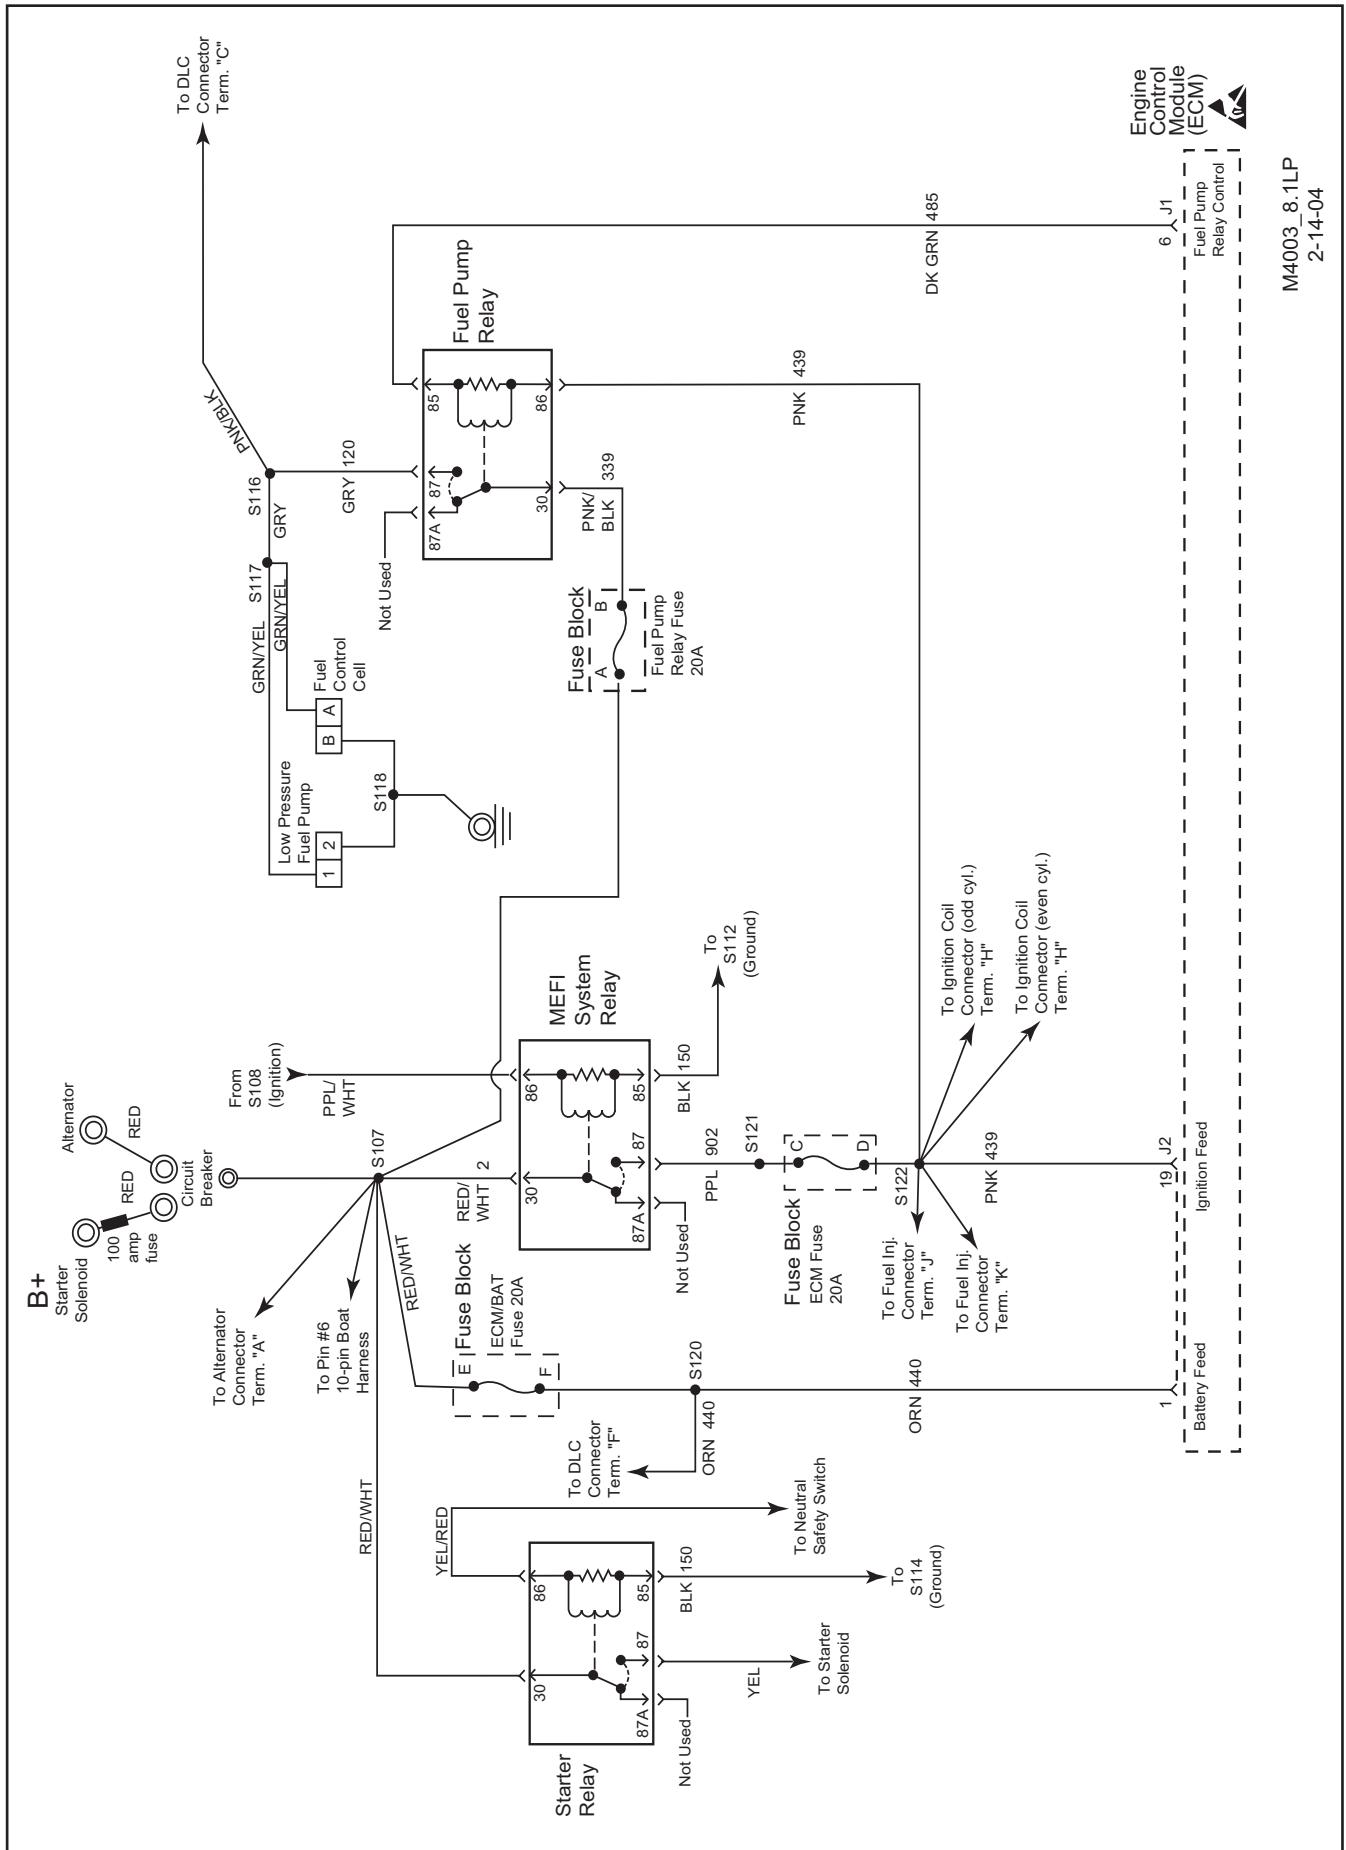 B+
Starter
Solenoid
100
amp
fuse
RED
Alternator
RED
Circuit
Breaker
From
S108
(Ignition)
PPL/
WHT
S107
To Alternator
Connector
Term. "A"
To Pin #6
10-pin Boat
Harness
RED/WHT
RED/WHT
RED/
WHT 2
Starter
Relay
30
86
87A
87
85
Not Used
YEL/RED
YEL
BLK 150
To Starter
Solenoid
To
S114
(Ground)
To Neutral
Safety Switch
Fuse Block
ECM/BAT
Fuse 20A
E
F
S120
ORN 440
To DLC
Connector
Term. "F"
ORN 440
MEFI
System
Relay
30
86
87A
87
85
Not Used
PPL 902
BLK 150
To
S112
(Ground)
S121
Fuse Block
ECM Fuse
20A
C
D
S122
To Fuel Inj.
Connector
Term. "J"
To Fuel Inj.
Connector
Term. "K"
To Ignition Coil
Connector (odd cyl.)
Term. "H"
To Ignition Coil
Connector (even cyl.)
Term. "H"
PNK 439
Low Pressure
Fuel Pump
1 2
S118
Fuel
Control
Cell
B A
GRN/YEL
GRN/YEL
S117
GRY
S116
PNK/BLK
To DLC
Connector
Term. "C"
GRY 120
Not Used
Fuel Pump
Relay
87A
87
85
30
86
PNK/
BLK 339
Fuse Block
A B
Fuel Pump
Relay Fuse
20A
PNK 439
DK GRN 485
1
19 J2
6 J1
Battery Feed
Ignition Feed
Fuel Pump
Relay Control
Engine
Control
Module
(ECM)
M4003_8.1LP
2-14-04